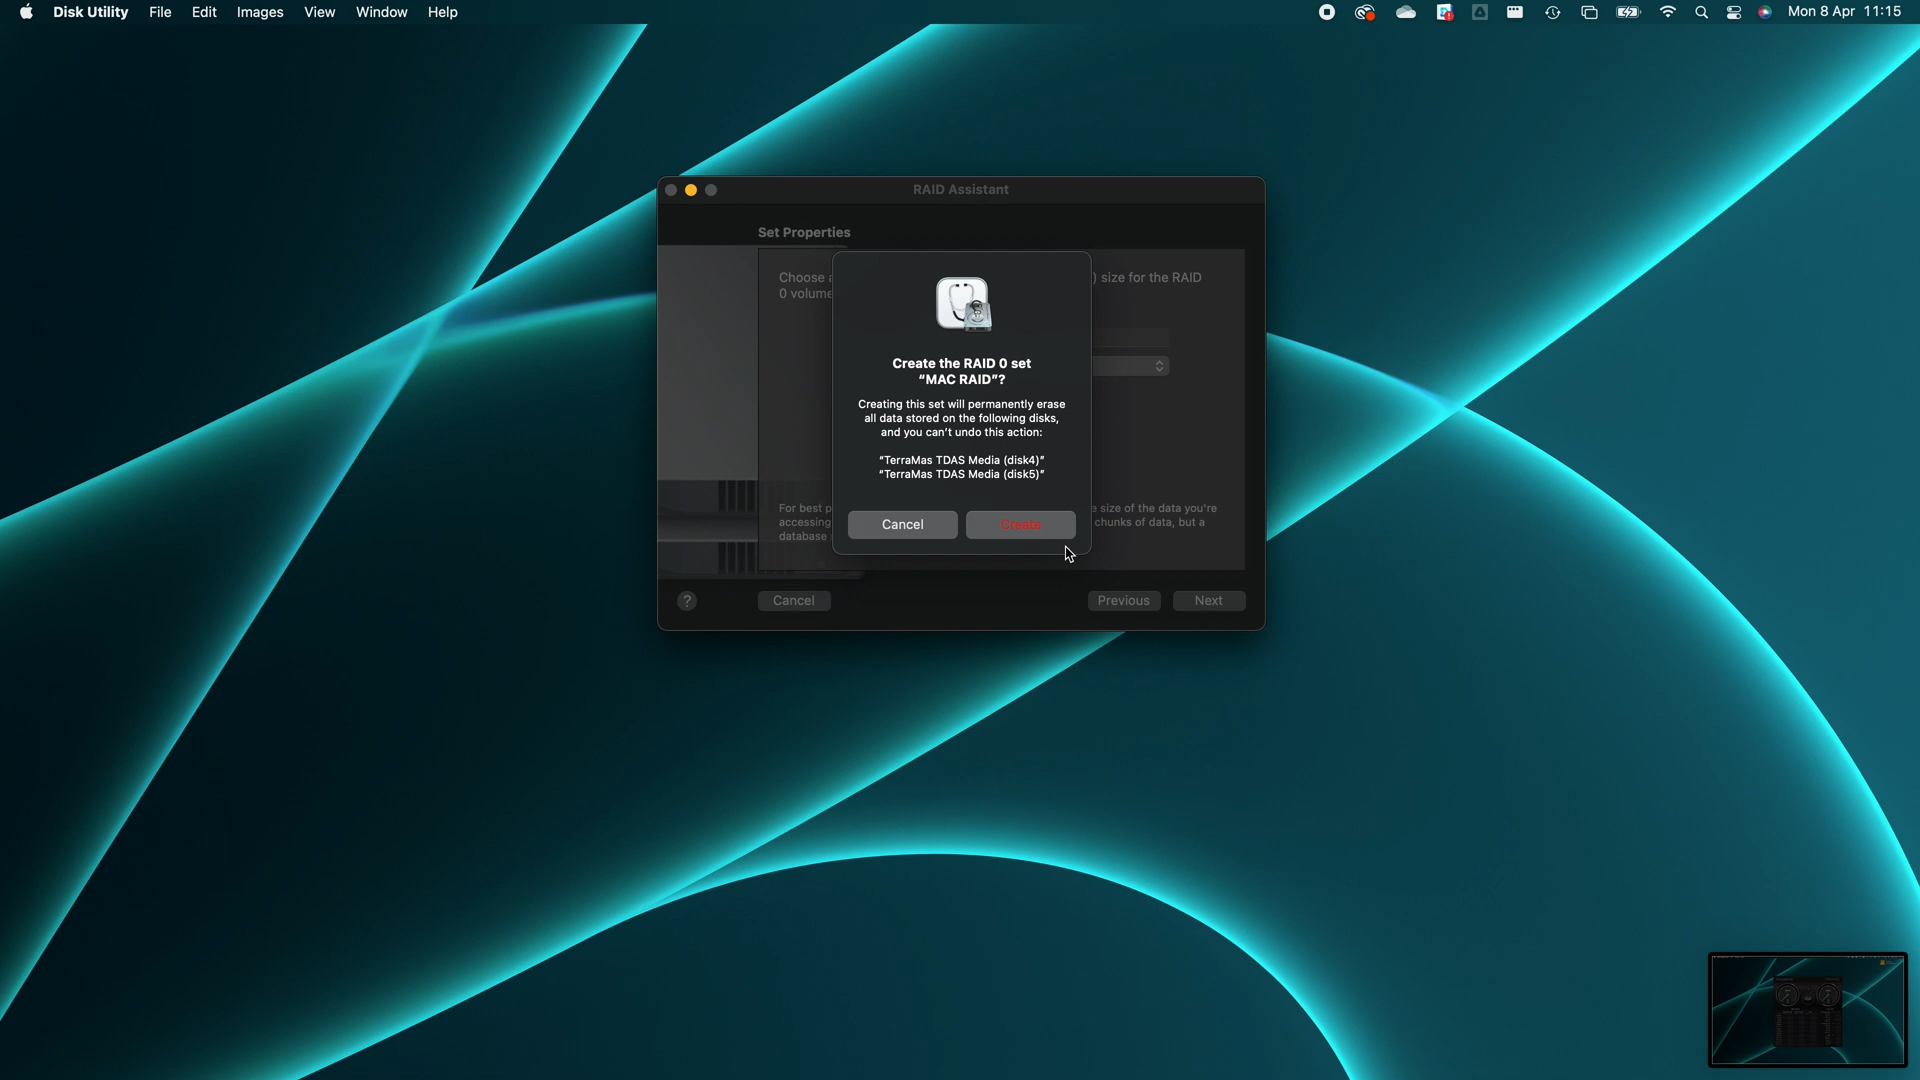 Disk Utility File Edit Images View Window Help
Mon 8 Apr 11:15
RAID Assistant
Set Properties
Choose
) size for the RAID
0 volume
Create the RAID 0 set
“MAC RAID”?
Creating this set will permanently erase
all data stored on the following disks,
and you can’t undo this action:
“TerraMas TDAS Media (disk4)”
“TerraMas TDAS Media (disk5)”
For best
size of the data you're
accessing
chunks of data, but a
database
Cancel
Create
?
Cancel
Previous
Next